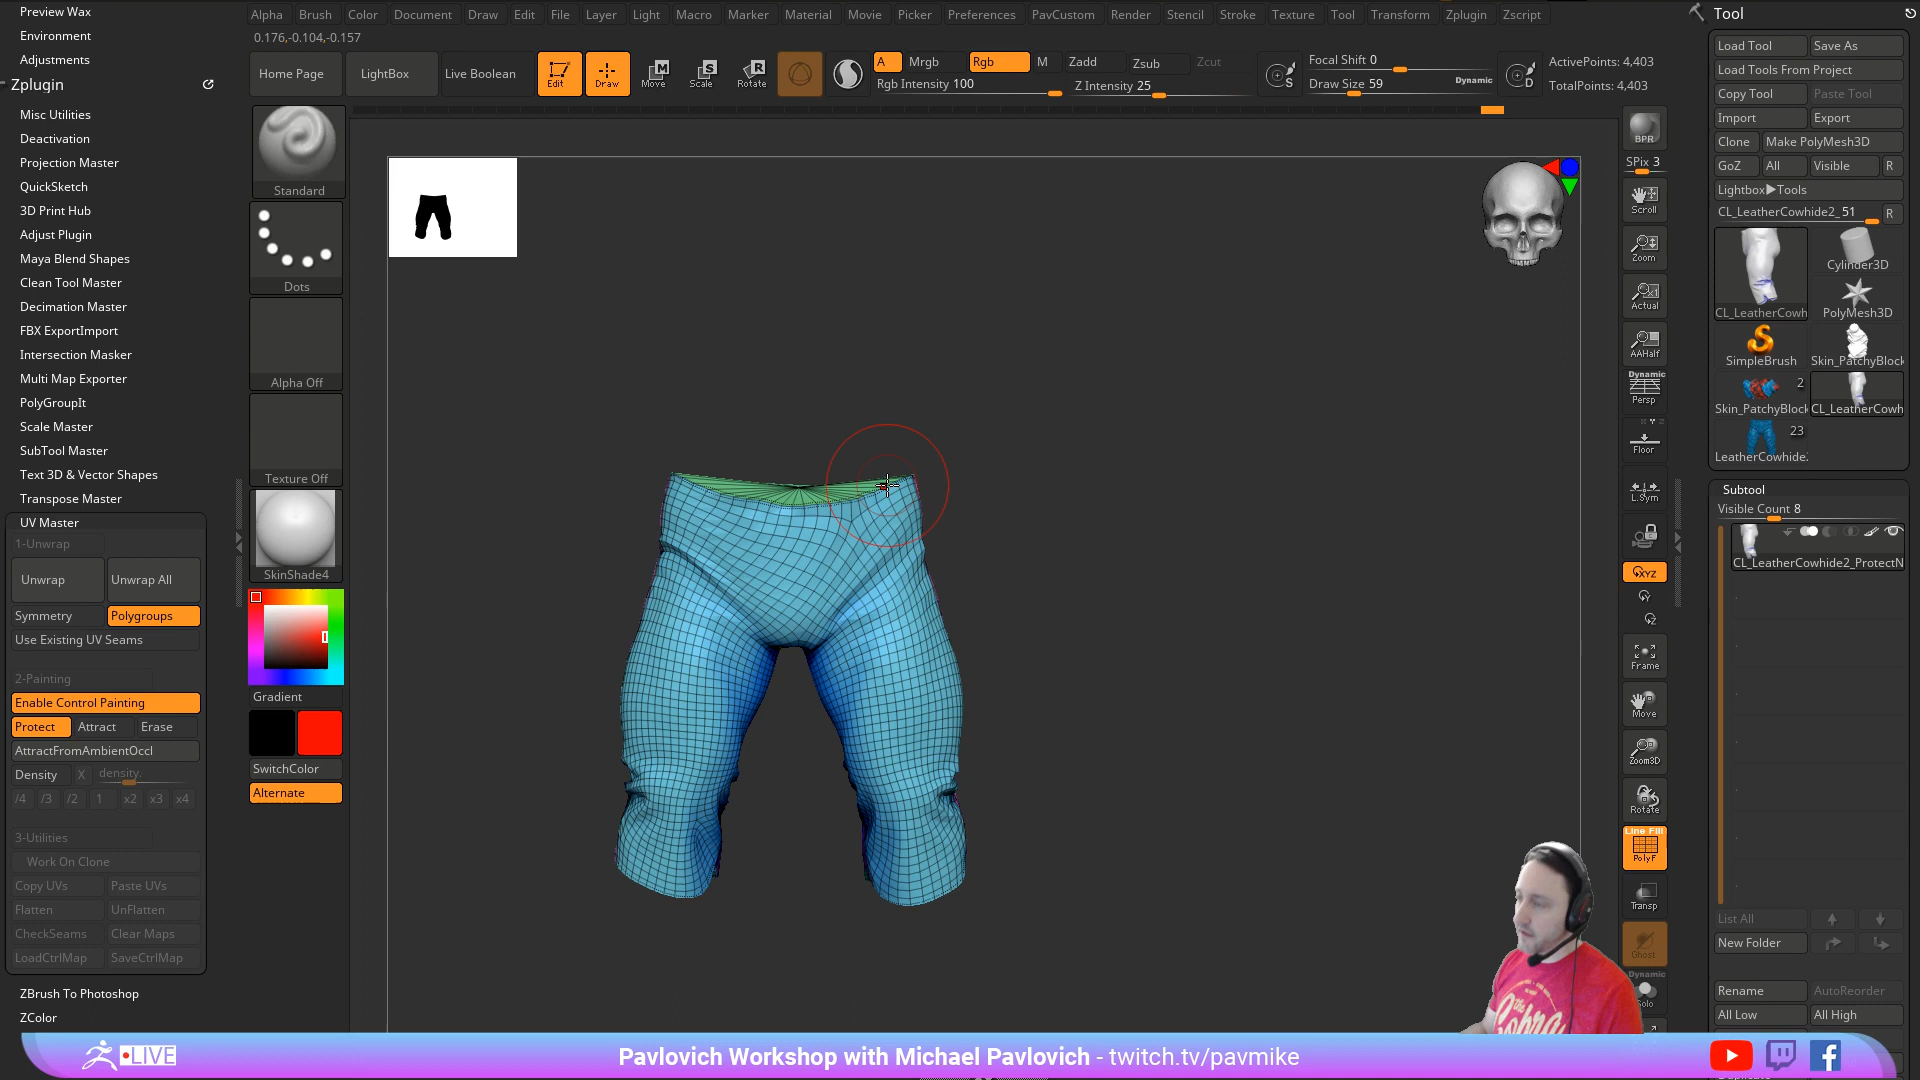 Preview Wax
Environment
Adjustments
Zplugin
Misc Utilities
Deactivation
Projection Master
QuickSketch
3D Print Hub
Adjust Plugin
Maya Blend Shapes
Clean Tool Master
Decimation Master
FBX ExportImport
Intersection Masker
Multi Map Exporter
PolyGroupIt
Scale Master
SubTool Master
Text 3D & Vector Shapes
Transpose Master
UV Master
1-Unwrap
Unwrap Unwrap All
Symmetry Polygroups
Use Existing UV Seams
2-Painting
Enable Control Painting
Protect Attract Erase
AttractFromAmbientOccl
Density X density.
/4 /3 /2 1 x2 x3 x4
3-Utilities
Work On Clone
Copy UVs Paste UVs
Flatten UnFlatten
CheckSeams Clear Maps
LoadCtrlMap SaveCtrlMap
ZBrush To Photoshop
ZColor
Alpha Brush Color Document Draw Edit File Layer Light Macro Marker Material Movie Picker Preferences PavCustom Render Stencil Stroke Texture Tool Transform Zplugin Zscript
0.176,-0.104,-0.157
Home Page LightBox Live Boolean Edit Draw Move Scale Rotate
A Mrgb Rgb M Zadd Zsub Zcut
Rgb Intensity 100 Z Intensity 25
Focal Shift 0
Draw Size 59 Dynamic
ActivePoints: 4,403
TotalPoints: 4,403
Standard
Dots
Alpha Off
Texture Off
SkinShade4
Gradient
SwitchColor
Alternate
BPR
SPix 3
Scroll
Zoom
Actual
AAHalf
Dynamic
Persp
Floor
L.Sym
XYZ
Frame
Move
Zoom3D
Rotate
Line Fill
PolyF
Transp
Ghost
Dynamic
Solo
Tool
Load Tool Save As
Load Tools From Project
Copy Tool Paste Tool
Import Export
Clone Make PolyMesh3D
GoZ All Visible R
Lightbox▶Tools
CL_LeatherCowhide2_ 51 R
CL_LeatherCowh
Cylinder3D
PolyMesh3D
SimpleBrush Skin_PatchyBlock
2
Skin_PatchyBlock CL_LeatherCowh
23
LeatherCowhide.
Subtool
Visible Count 8
CL_LeatherCowhide2_ProtectN
List All
New Folder
Rename AutoReorder
All Low All High
LIVE
Pavlovich Workshop with Michael Pavlovich - twitch.tv/pavmike